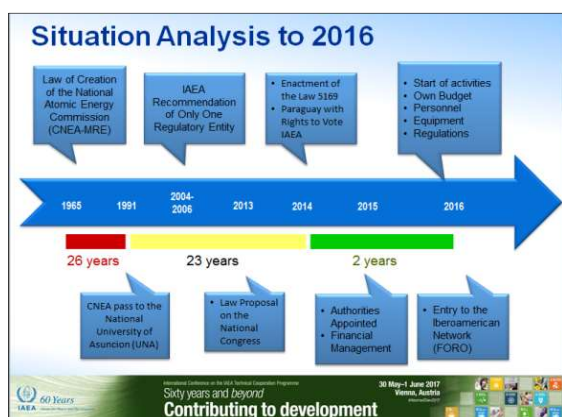 Situation Analysis to 2016
Law of Creation
of the National
Atomic Energy
Commission
(CNEA-MRE)
IAEA
Recommendation
of Only One
Regulatory Entity
• Enactment of
the Law 5169
• Paraguay with
Rights to Vote
IAEA
• Start of activities
• Own Budget
• Personnel
• Equipment
• Regulations
1965
1991
2004-
2006
2013
2014
2015
2016
26 years
23 years
2 years
CNEA pass to the
National
University of
Asuncion (UNA)
• Law Proposal
on the
National
Congress
• Authorities
Appointed
• Financial
Management
• Entry to the
Iberoamerican
Network
(FORO)
IAEA
60 Years
International Conference on the IAEA Technical Cooperation Programme
Sixty years and beyond
Contributing to development
30 May–1 June 2017
Vienna, Austria